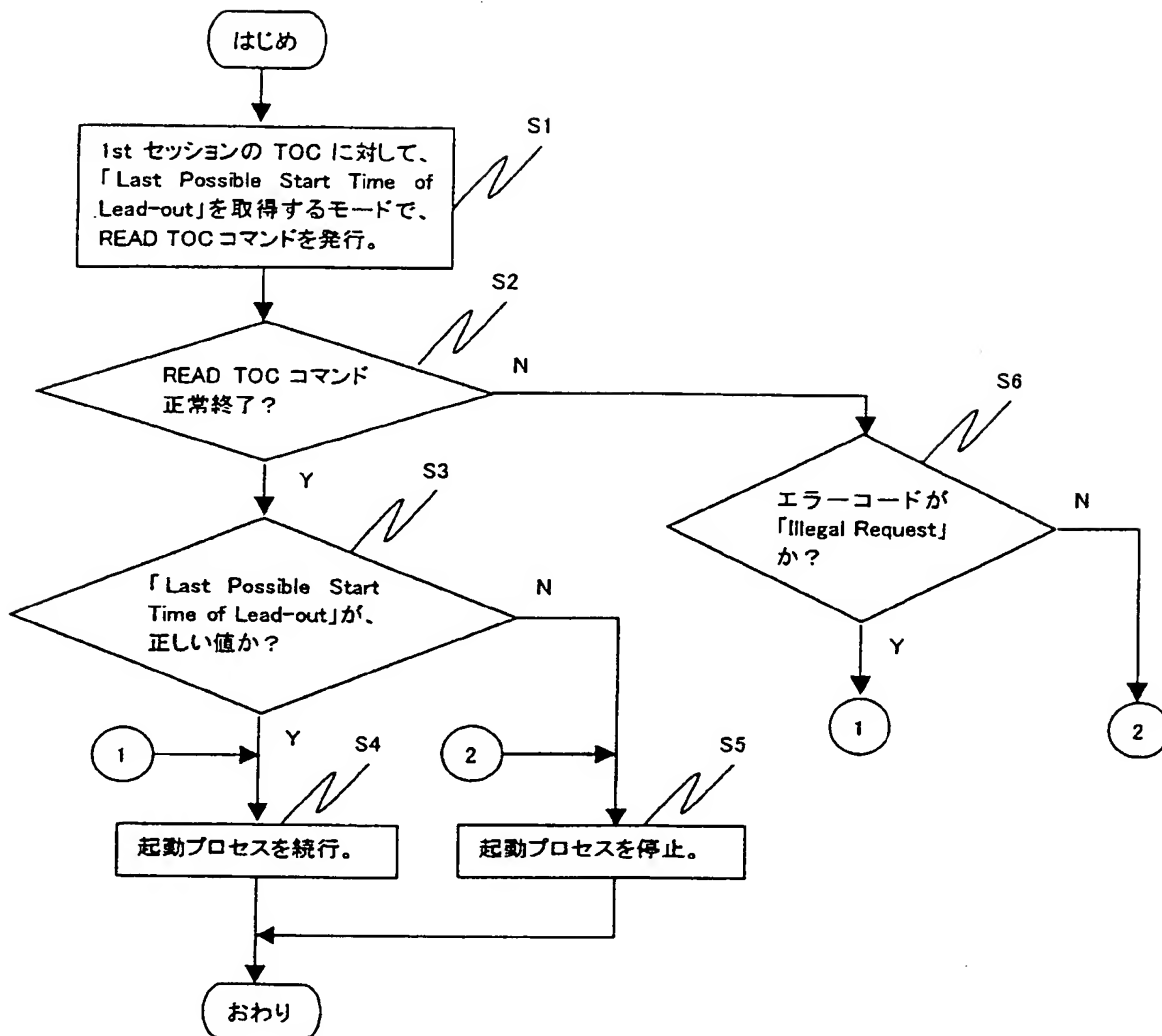 はじめ
S1
1st セッションの TOC に対して、
「Last Possible Start Time of
Lead-out」を取得するモードで、
READ TOC コマンドを発行。
S2
READ TOC コマンド
正常終了?
N
Y
S6
エラーコードが
「Illegal Request」
か?
N
Y
1
2
S3
「Last Possible Start
Time of Lead-out」が、
正しい値か?
N
Y
1
2
S4
起動プロセスを続行。
S5
起動プロセスを停止。
おわり